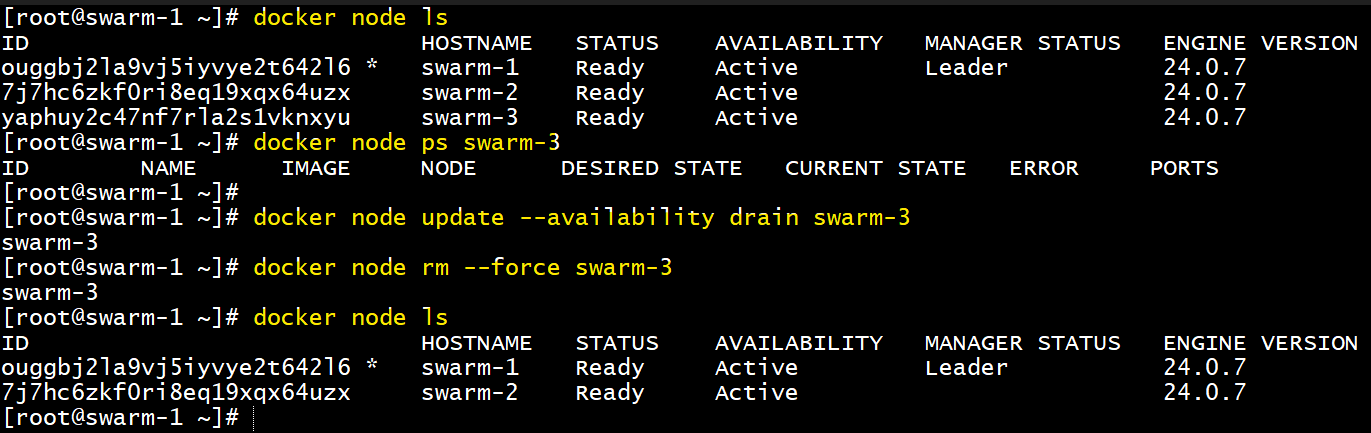 [root@swarm-1 ~]# docker node ls
ID                            HOSTNAME   STATUS    AVAILABILITY   MANAGER STATUS   ENGINE VERSION
ouggbj2la9vj5iyvye2t642l6 *   swarm-1    Ready     Active         Leader           24.0.7
7j7hc6zkf0ri8eq19xqx64uzx     swarm-2    Ready     Active                          24.0.7
yaphuy2c47nf7rla2s1vknxyu     swarm-3    Ready     Active                          24.0.7
[root@swarm-1 ~]# docker node ps swarm-3
ID        NAME      IMAGE     NODE      DESIRED STATE   CURRENT STATE   ERROR     PORTS
[root@swarm-1 ~]#
[root@swarm-1 ~]# docker node update --availability drain swarm-3
swarm-3
[root@swarm-1 ~]# docker node rm --force swarm-3
swarm-3
[root@swarm-1 ~]# docker node ls
ID                            HOSTNAME   STATUS    AVAILABILITY   MANAGER STATUS   ENGINE VERSION
ouggbj2la9vj5iyvye2t642l6 *   swarm-1    Ready     Active         Leader           24.0.7
7j7hc6zkf0ri8eq19xqx64uzx     swarm-2    Ready     Active                          24.0.7
[root@swarm-1 ~]#